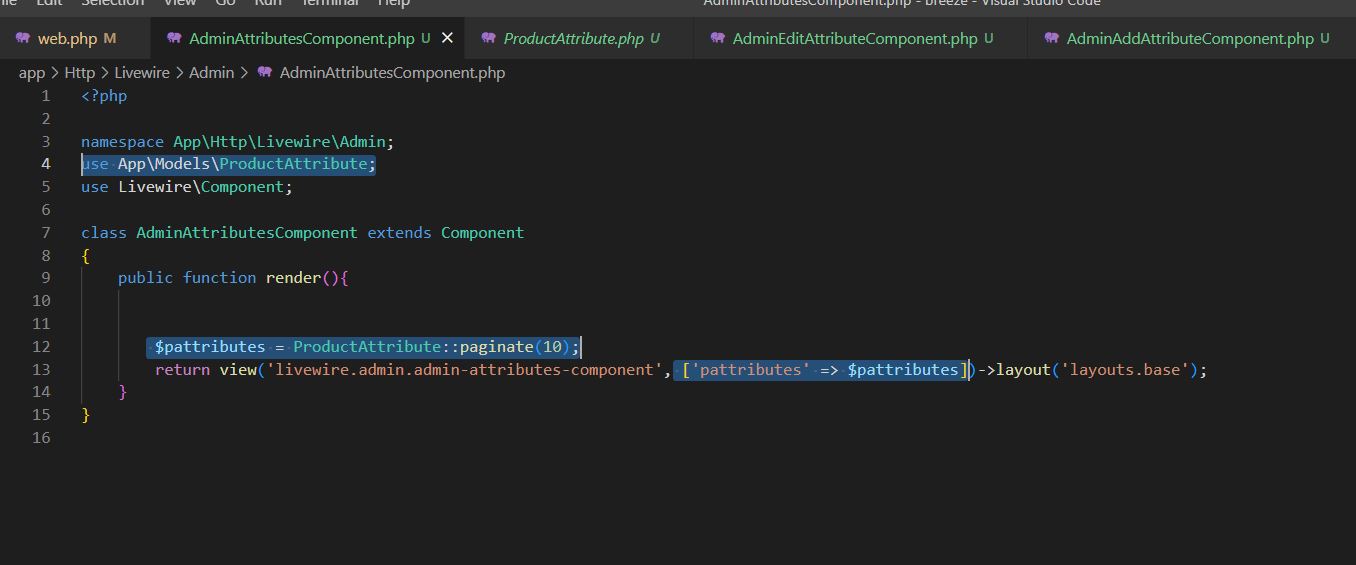 File Edit Selection View Go Run Terminal Help AdminAttributesComponent.php - breeze - Visual Studio Code
web.php M AdminAttributesComponent.php U ProductAttribute.php U AdminEditAttributeComponent.php U AdminAddAttributeComponent.php U
app > Http > Livewire > Admin > AdminAttributesComponent.php
1 <?php
2
3 namespace App\Http\Livewire\Admin;
4 use App\Models\ProductAttribute;
5 use Livewire\Component;
6
7 class AdminAttributesComponent extends Component
8 {
9     public function render(){
10
11
12         $pattributes = ProductAttribute::paginate(10);
13         return view('livewire.admin.admin-attributes-component', ['pattributes' => $pattributes])->layout('layouts.base');
14     }
15 }
16